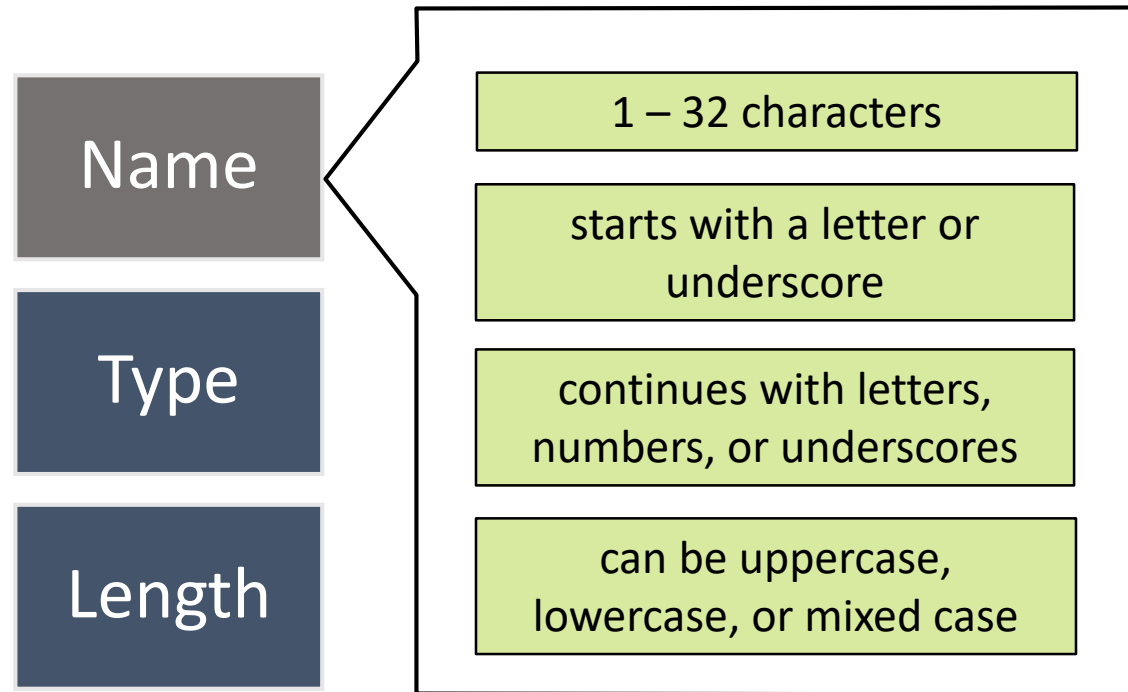 Name
Type
Length
1 – 32 characters
starts with a letter or
underscore
continues with letters,
numbers, or underscores
can be uppercase,
lowercase, or mixed case